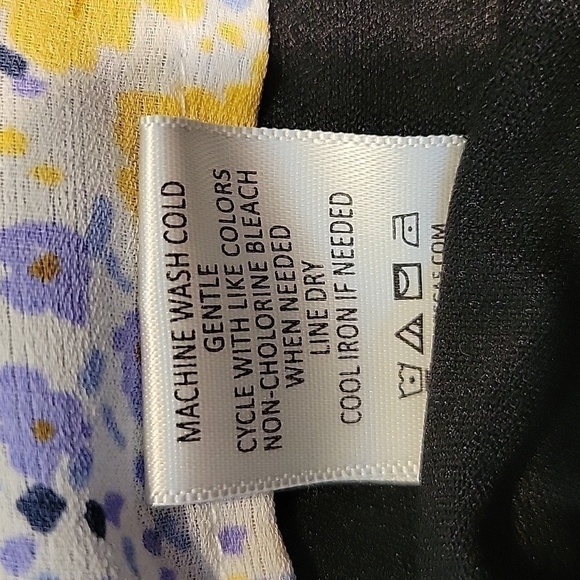 MACHINE WASH COLD
GENTLE
CYCLE WITH LIKE COLORS
NON-CHOLORINE BLEACH
WHEN NEEDED
LINE DRY
COOL IRON IF NEEDED